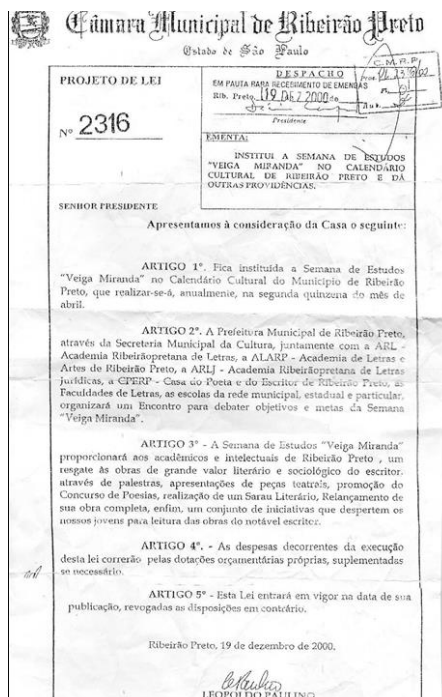 Câmara Municipal de Ribeirão Preto
Estado de São Paulo
PROJETO DE LEI
Nº 2316
DESPACHO
EM PAUTA PARA RECEBIMENTO DE EMENDAS
Rib. Preto, 19 DEZ 2000 de
Presidente
C.M.R.P.
EMENTA:
INSTITUI A SEMANA DE ESTUDOS
"VEIGA MIRANDA" NO CALENDÁRIO
CULTURAL DE RIBEIRÃO PRETO E DÁ
OUTRAS PROVIDÊNCIAS.
SENHOR PRESIDENTE
Apresentamos à consideração da Casa o seguinte:
ARTIGO 1º. Fica instituída a Semana de Estudos
"Veiga Miranda" no Calendário Cultural do Município de Ribeirão
Preto, que realizar-se-á, anualmente, na segunda quinzena do mês de
abril.
ARTIGO 2º. A Prefeitura Municipal de Ribeirão Preto,
através da Secretaria Municipal da Cultura, juntamente com a ARL -
Academia Ribeirãopretana de Letras, a ALARP - Academia de Letras e
Artes de Ribeirão Preto, a ARLJ - Academia Ribeirãopretana de Letras
Jurídicas, a CPERP - Casa do Poeta e do Escritor de Ribeirão Preto, as
Faculdades de Letras, as escolas da rede municipal, estadual e particular,
organizará um Encontro para debater objetivos e metas da Semana
"Veiga Miranda".
ARTIGO 3º - A Semana de Estudos "Veiga Miranda"
proporcionará aos acadêmicos e intelectuais de Ribeirão Preto , um
resgate às obras de grande valor literário e sociológico do escritor,
através de palestras, apresentações de peças teatrais, promoção do
Concurso de Poesias, realização de um Sarau Literário, Relançamento de
sua obra completa, enfim, um conjunto de iniciativas que despertem os
nossos jovens para leitura das obras do notável escritor.
ARTIGO 4º. - As despesas decorrentes da execução
desta lei correrão pelas dotações orçamentárias próprias, suplementadas
se necessário.
ARTIGO 5º - Esta Lei entrará em vigor na data de sua
publicação, revogadas as disposições em contrário.
Ribeirão Preto, 19 de dezembro de 2000.
LEOPOLDO PAULINO